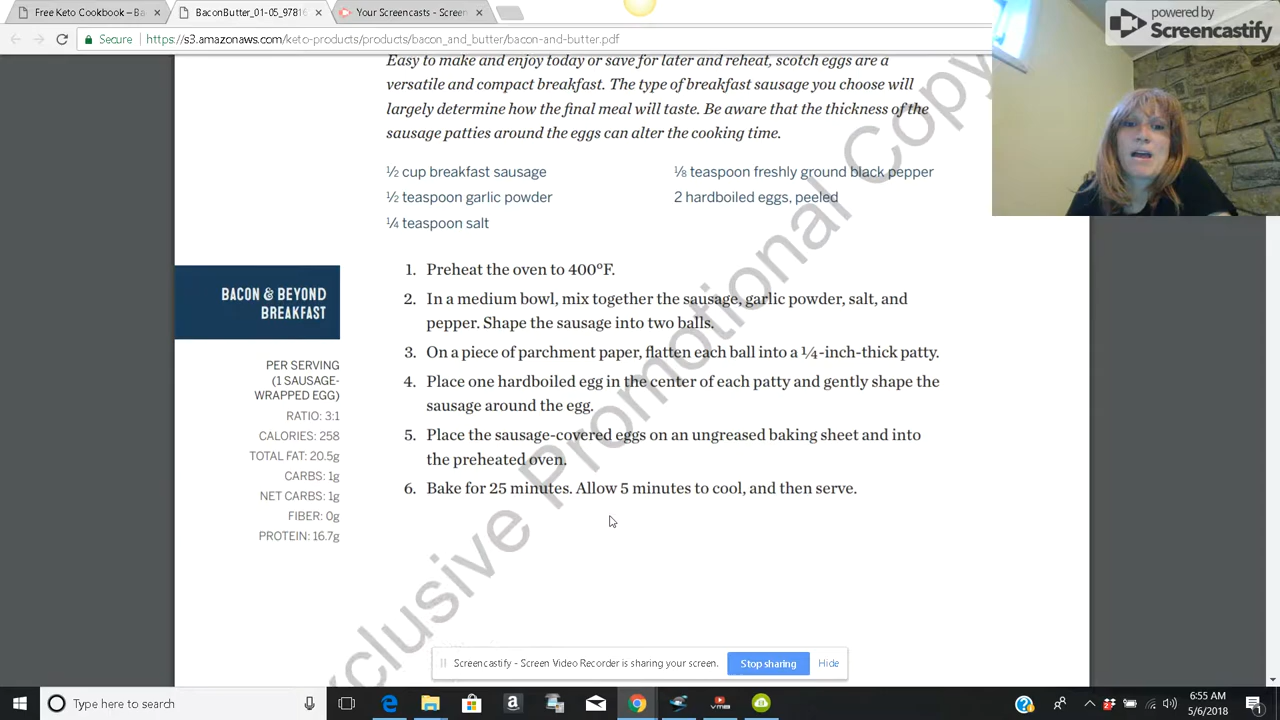 Free Keto Cookbook – Ba
BaconButter_01-05_9781
Your Screencasts - Screen
powered by
Screencastify
Secure
https://s3.amazonaws.com/keto-products/products/bacon_and_butter/bacon-and-butter.pdf
Easy to make and enjoy today or save for later and reheat, scotch eggs are a
versatile and compact breakfast. The type of breakfast sausage you choose will
largely determine how the final meal will taste. Be aware that the thickness of the
sausage patties around the eggs can alter the cooking time.
½ cup breakfast sausage
½ teaspoon garlic powder
¼ teaspoon salt
⅛ teaspoon freshly ground black pepper
2 hardboiled eggs, peeled
1. Preheat the oven to 400°F.
2. In a medium bowl, mix together the sausage, garlic powder, salt, and
pepper. Shape the sausage into two balls.
3. On a piece of parchment paper, flatten each ball into a ¼-inch-thick patty.
4. Place one hardboiled egg in the center of each patty and gently shape the
sausage around the egg.
5. Place the sausage-covered eggs on an ungreased baking sheet and into
the preheated oven.
6. Bake for 25 minutes. Allow 5 minutes to cool, and then serve.
BACON & BEYOND
BREAKFAST
PER SERVING
(1 SAUSAGE-
WRAPPED EGG)
RATIO: 3:1
CALORIES: 258
TOTAL FAT: 20.5g
CARBS: 1g
NET CARBS: 1g
FIBER: 0g
PROTEIN: 16.7g
xclusive Promotional Copy
Screencastify - Screen Video Recorder is sharing your screen.
Stop sharing
Hide
Type here to search
6:55 AM
5/6/2018